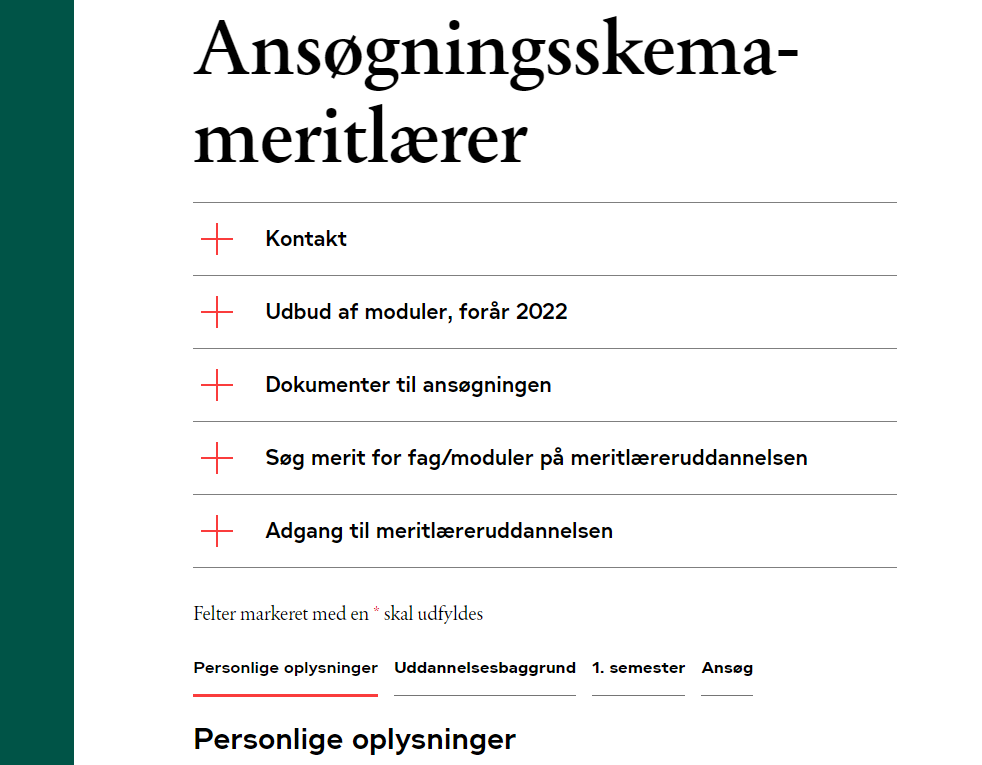 Ansøgningsskema-
meritlærer
Kontakt
Udbud af moduler, forår 2022
Dokumenter til ansøgningen
Søg merit for fag/moduler på meritlæreruddannelsen
Adgang til meritlæreruddannelsen
Felter markeret med en * skal udfyldes
Personlige oplysninger Uddannelsesbaggrund 1. semester Ansøg
Personlige oplysninger